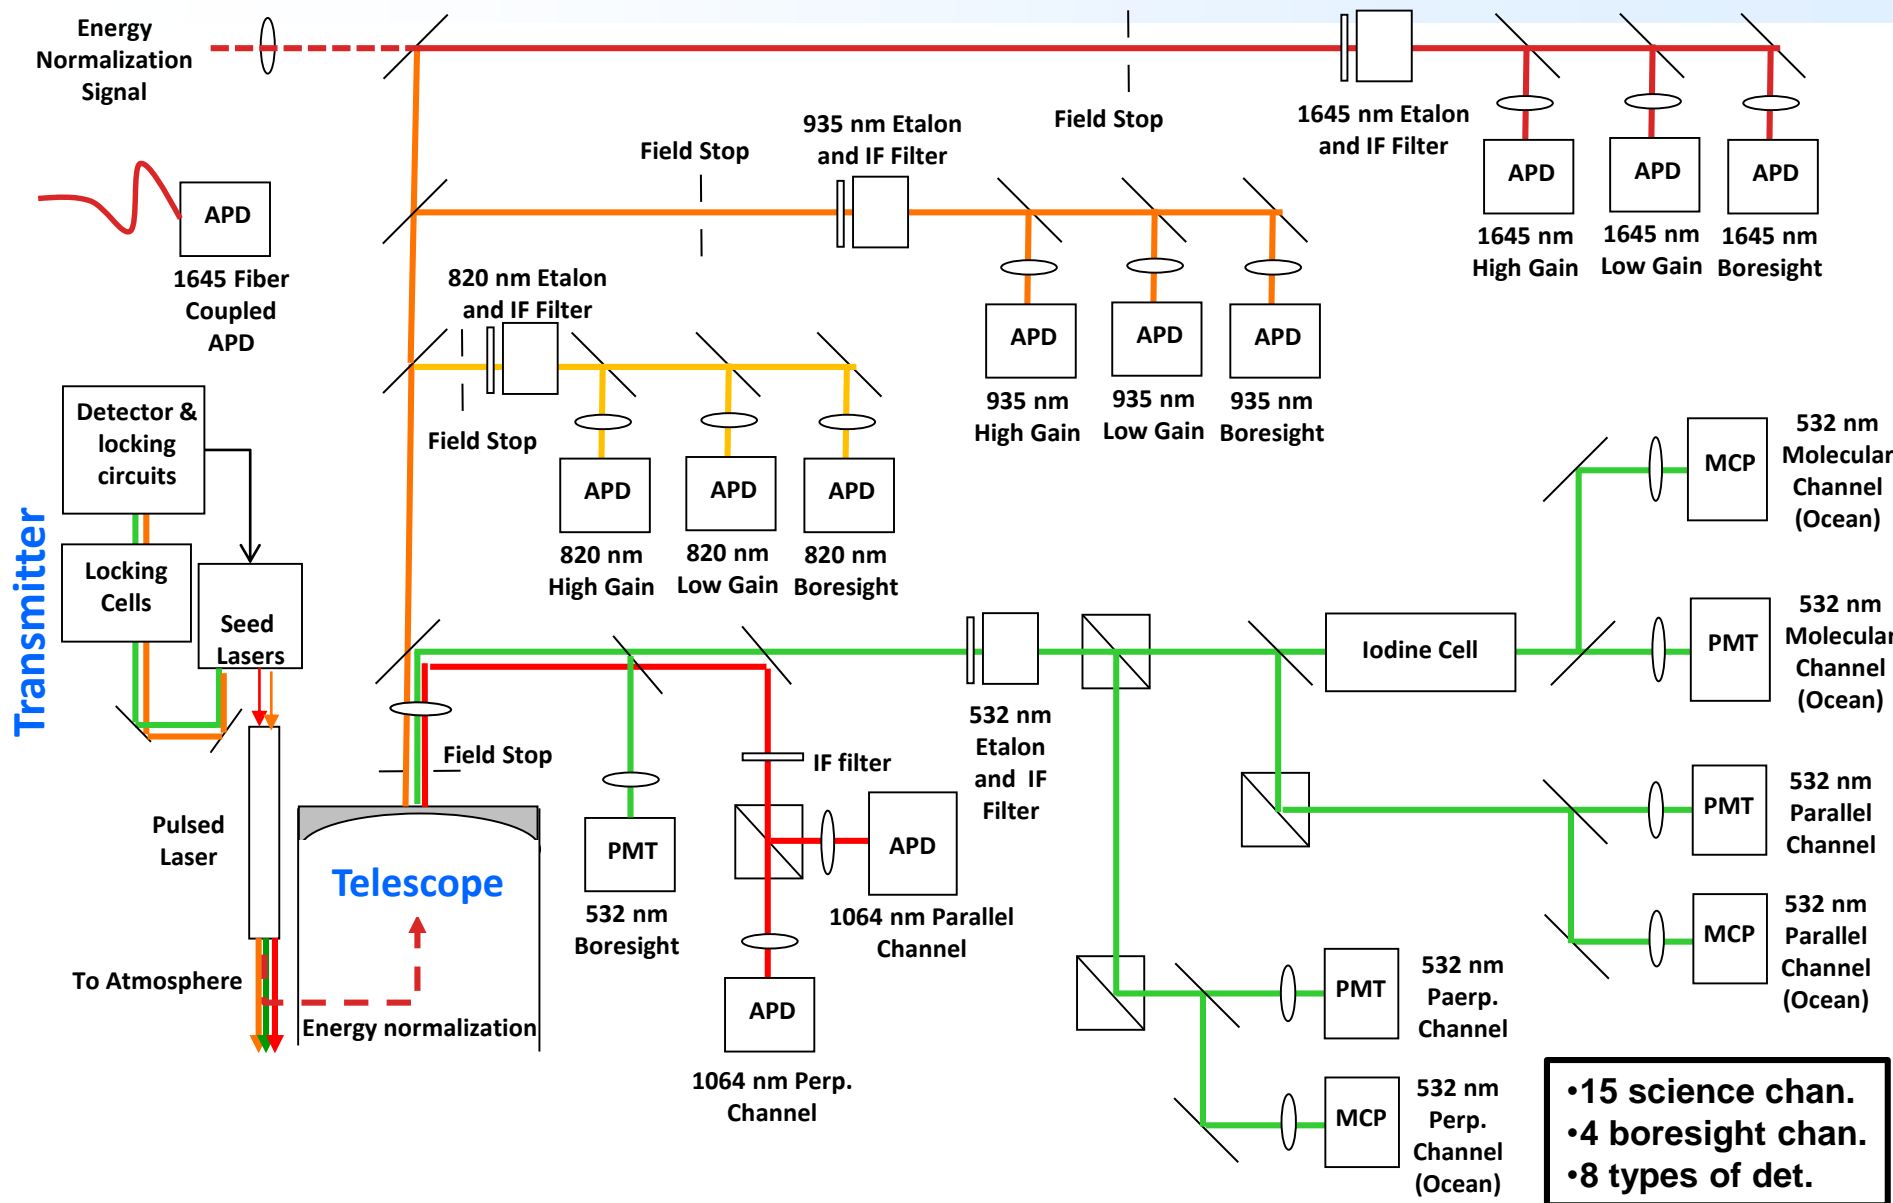 Energy
Normalization
Signal
Field Stop
1645 nm Etalon
and IF Filter
APD
APD
APD
1645 nm
High Gain
1645 nm
Low Gain
1645 nm
Boresight
Field Stop
935 nm Etalon
and IF Filter
APD
1645 Fiber
Coupled
APD
APD
APD
APD
935 nm
High Gain
935 nm
Low Gain
935 nm
Boresight
820 nm Etalon
and IF Filter
Field Stop
APD
APD
APD
820 nm
High Gain
820 nm
Low Gain
820 nm
Boresight
Transmitter
Detector &
locking
circuits
Locking
Cells
Seed
Lasers
Pulsed
Laser
To Atmosphere
Field Stop
Telescope
Energy normalization
PMT
532 nm
Boresight
IF filter
APD
1064 nm Parallel
Channel
APD
1064 nm Perp.
Channel
532 nm
Etalon
and IF
Filter
Iodine Cell
MCP
532 nm
Molecular
Channel
(Ocean)
PMT
532 nm
Molecular
Channel
(Ocean)
PMT
532 nm
Parallel
Channel
MCP
532 nm
Parallel
Channel
(Ocean)
PMT
532 nm
Paerp.
Channel
MCP
532 nm
Perp.
Channel
(Ocean)
•15 science chan.
•4 boresight chan.
•8 types of det.